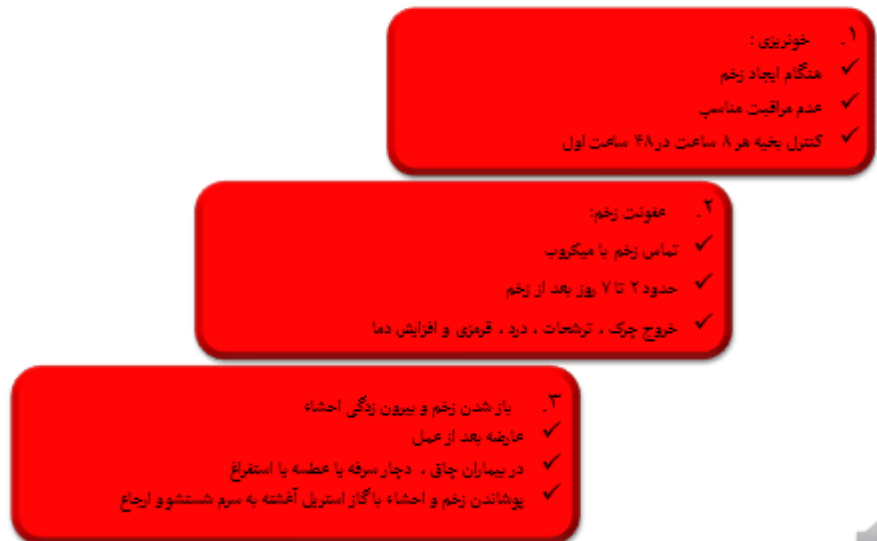 ۱. خونریزی :
✓ هنگام ایجاد زخم
✓ عدم مراقبت مناسب
✓ کنترل بخیه هر ۸ ساعت در ۴۸ ساعت اول
۲. عفونت زخم:
✓ تماس زخم با میکروب
✓ حدود ۲ تا ۷ روز بعد از زخم
✓ خروج چرک ، ترشحات ، درد ، قرمزی و افزایش دما
۳. باز شدن زخم و بیرون زدگی احشاء
✓ عارضه بعد از عمل
✓ در بیماران چاق ، دچار سرفه یا عطسه یا استفراغ
✓ پوشاندن زخم و احشاء با گاز استریل آغشته به سرم شستشو و ارجاع